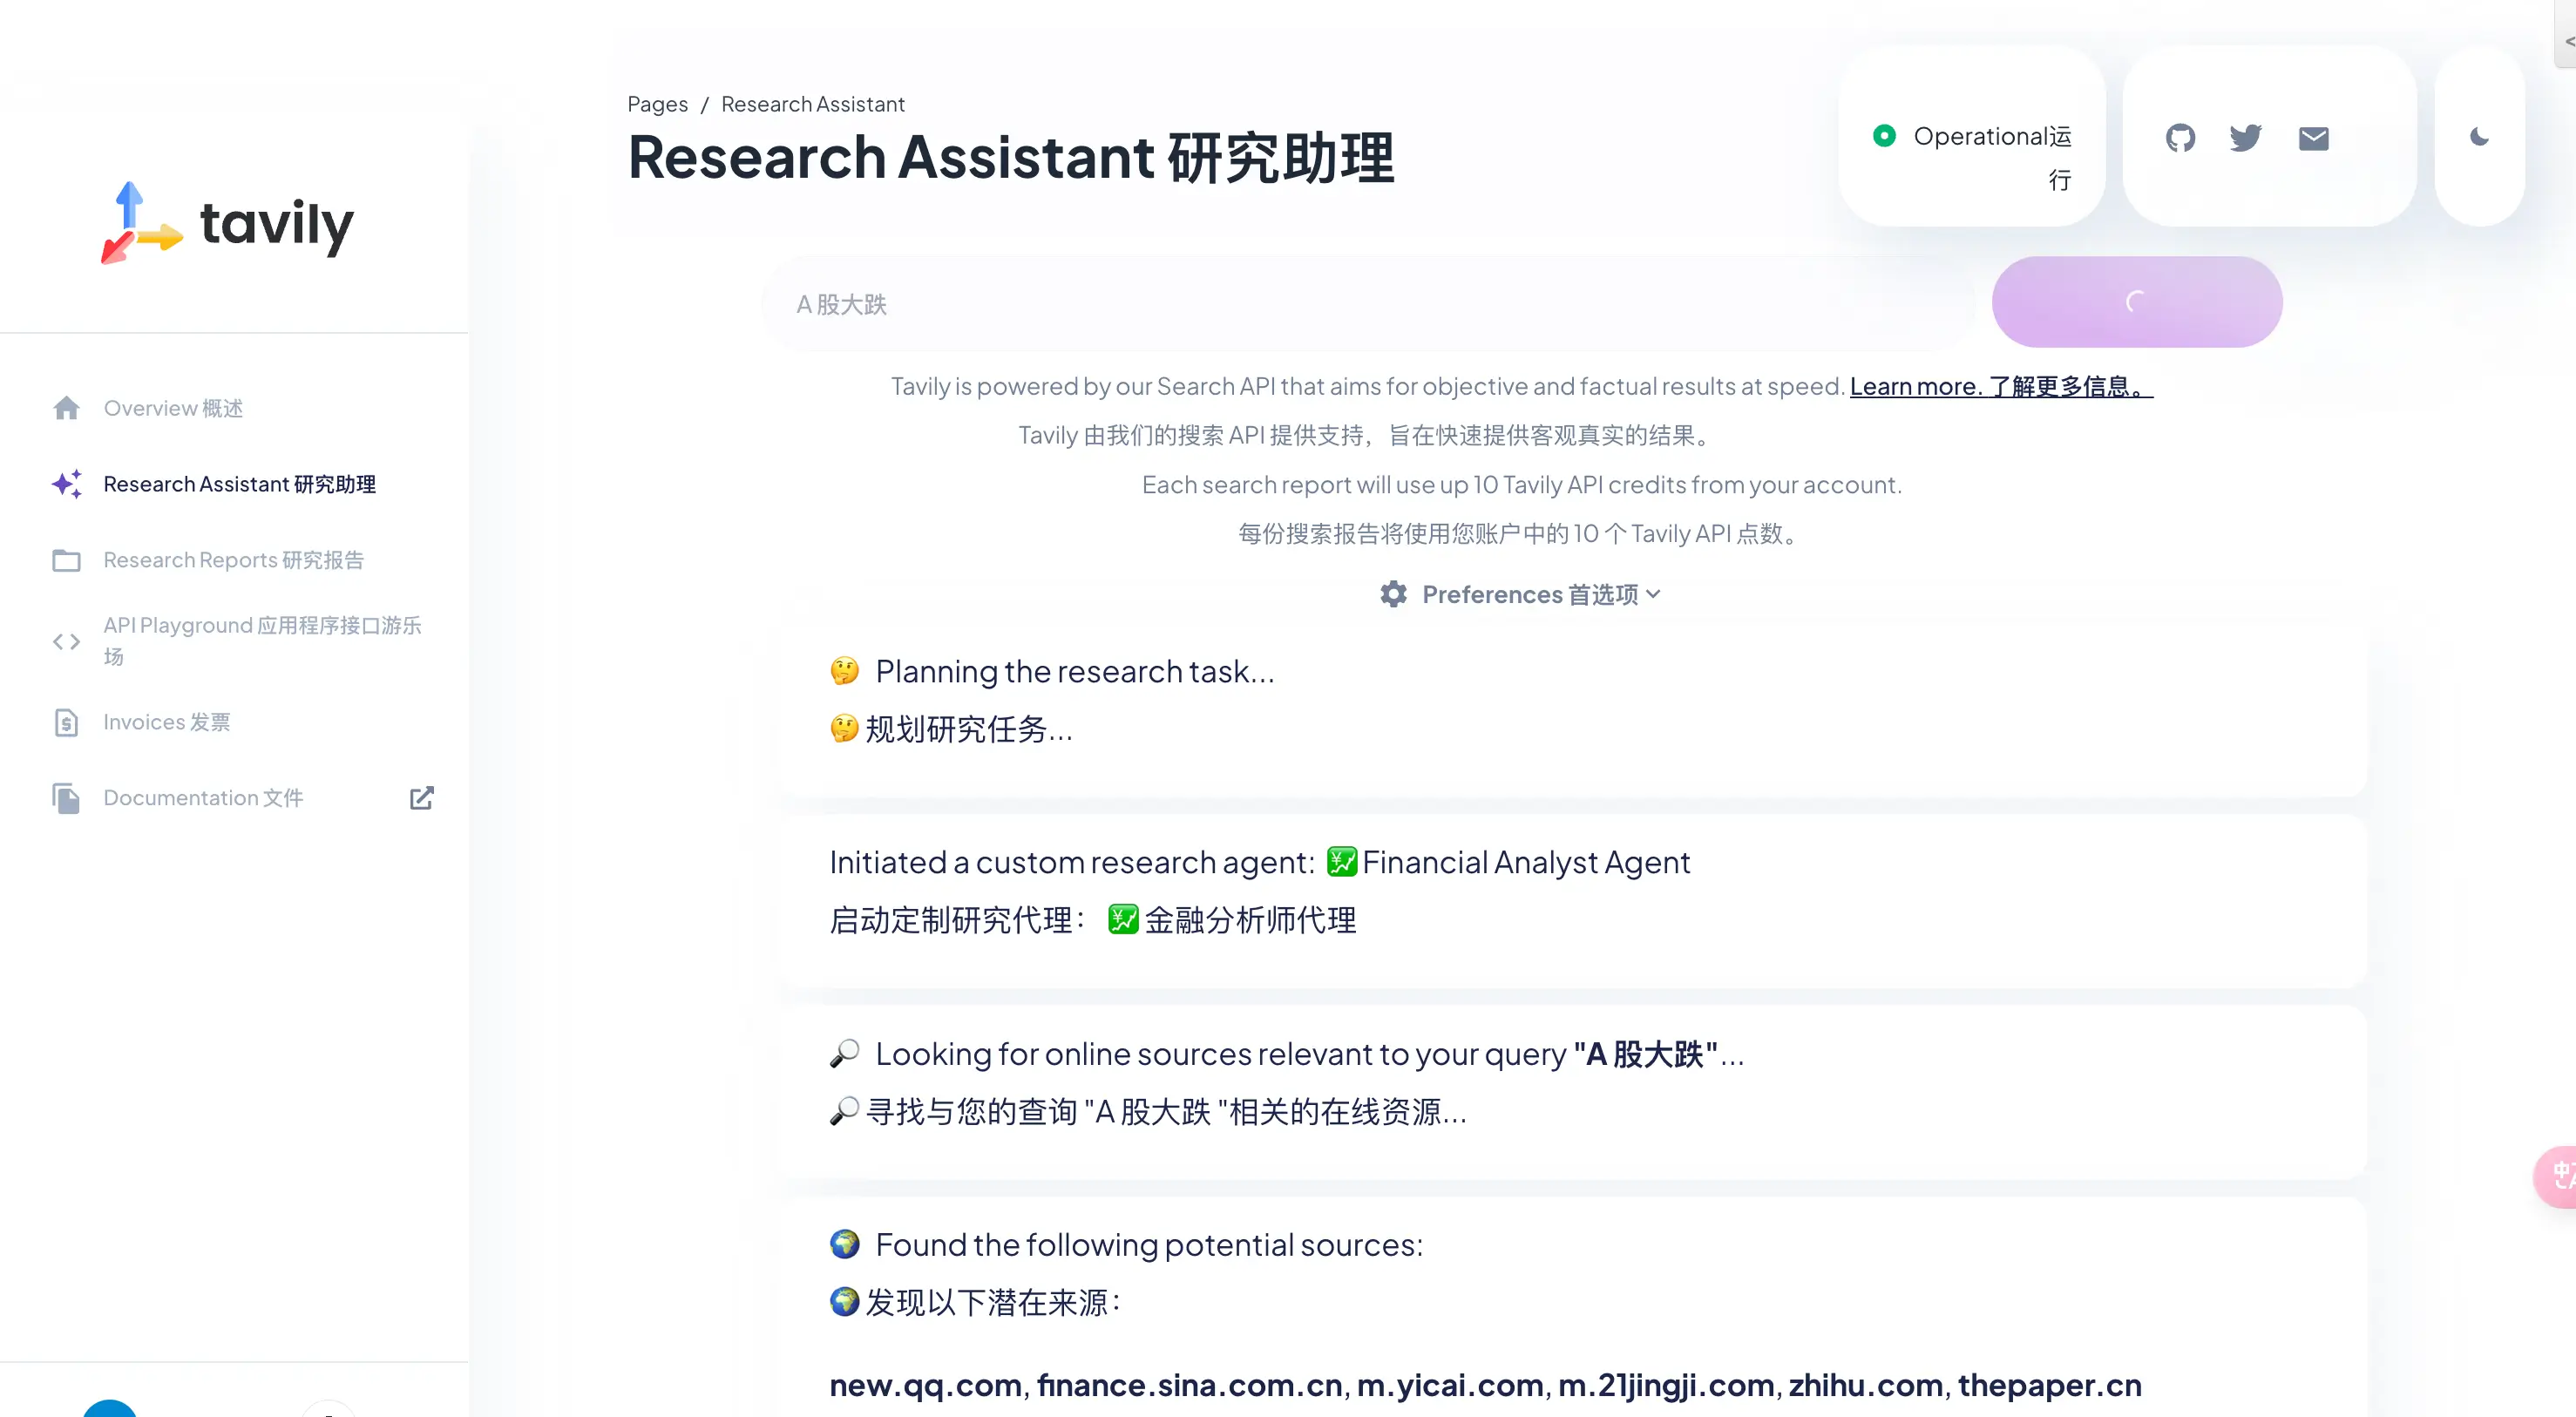 tavily
Overview 概述
Research Assistant 研究助理
Research Reports 研究报告
API Playground 应用程序接口游乐
场
Invoices 发票
Documentation 文件
Pages / Research Assistant
Research Assistant 研究助理
Operational运
行
A 股大跌
Tavily is powered by our Search API that aims for objective and factual results at speed. Learn more. 了解更多信息。
Tavily 由我们的搜索 API 提供支持，旨在快速提供客观真实的结果。
Each search report will use up 10 Tavily API credits from your account.
每份搜索报告将使用您账户中的 10 个 Tavily API 点数。
Preferences 首选项
🤔 Planning the research task...
🤔 规划研究任务...
Initiated a custom research agent: 💹 Financial Analyst Agent
启动定制研究代理： 💹 金融分析师代理
🔎 Looking for online sources relevant to your query "A 股大跌"...
🔎 寻找与您的查询 "A 股大跌 "相关的在线资源...
🌍 Found the following potential sources:
🌍 发现以下潜在来源：
new.qq.com, finance.sina.com.cn, m.yicai.com, m.21jingji.com, zhihu.com, thepaper.cn